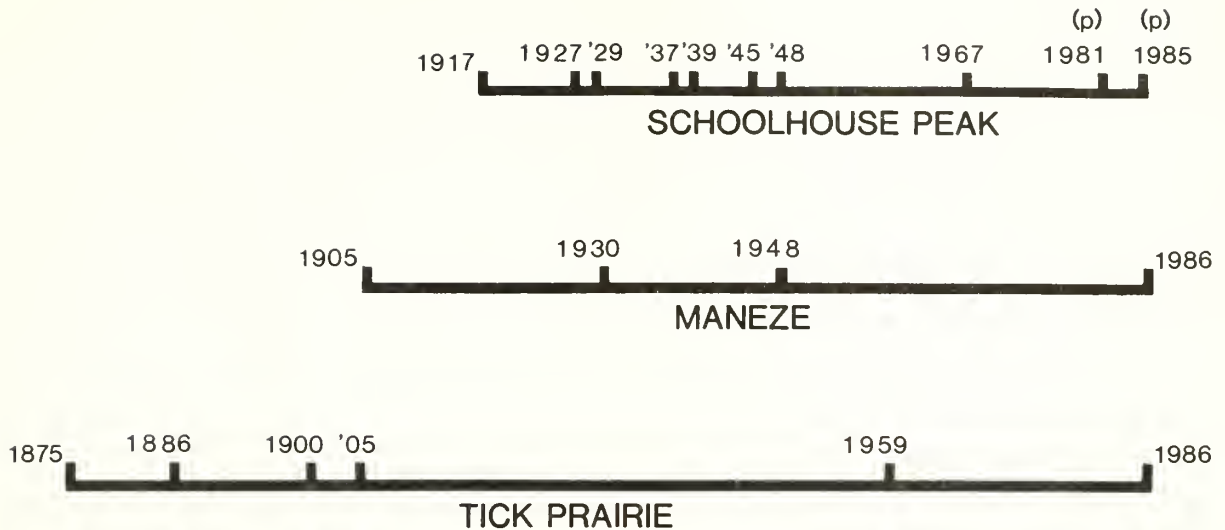 (p) (p)
1917 1927 '29 '37 '39 '45 '48 1967 1981 1985
SCHOOLHOUSE PEAK
1905 1930 1948 1986
MANEZE
1875 1886 1900 '05 1959 1986
TICK PRAIRIE